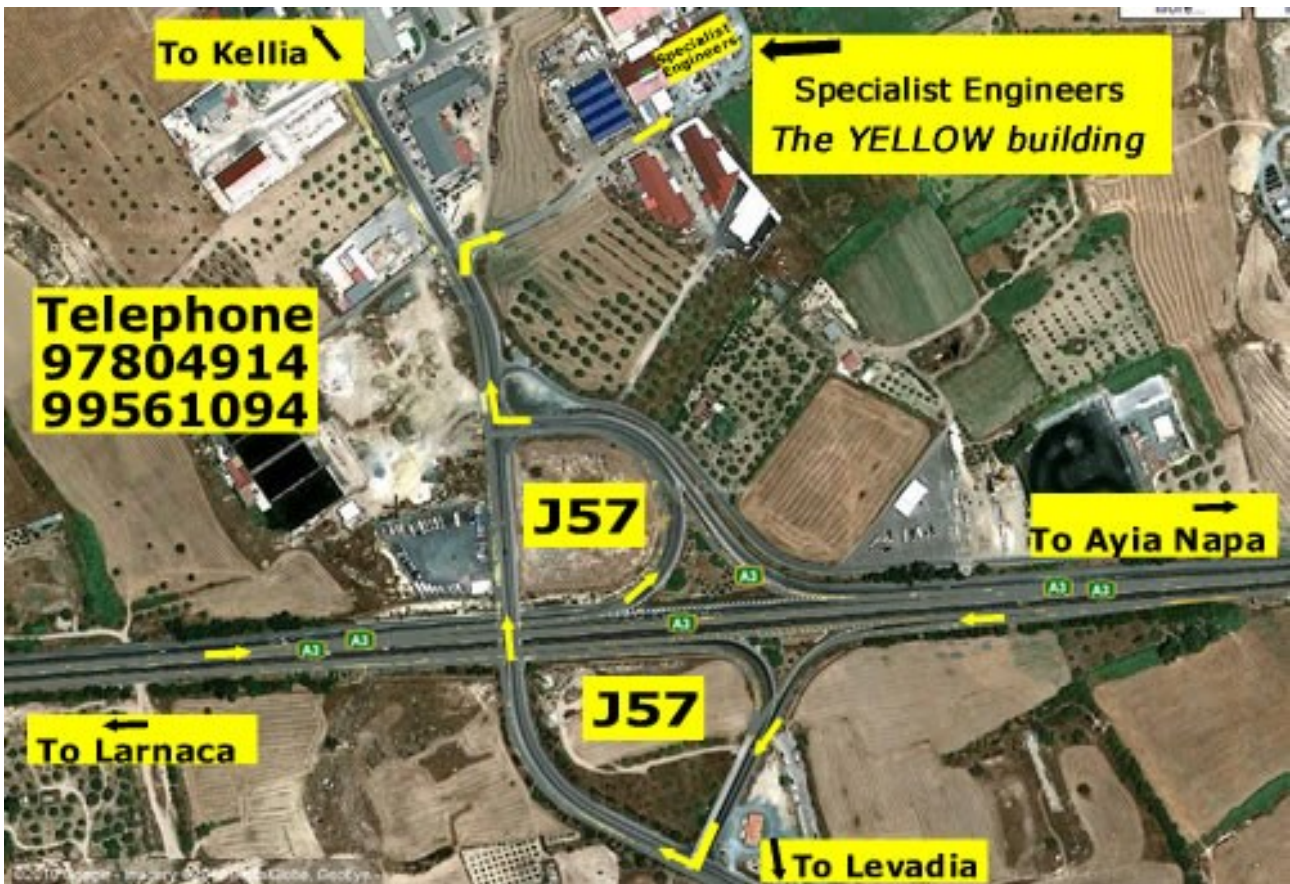 To Kellia
Specialist
Engineers
Specialist Engineers
The YELLOW building
Telephone
97804914
99561094
J57
To Ayia Napa
A3
A3
A3
A3
A3
A3
J57
To Larnaca
To Levadia